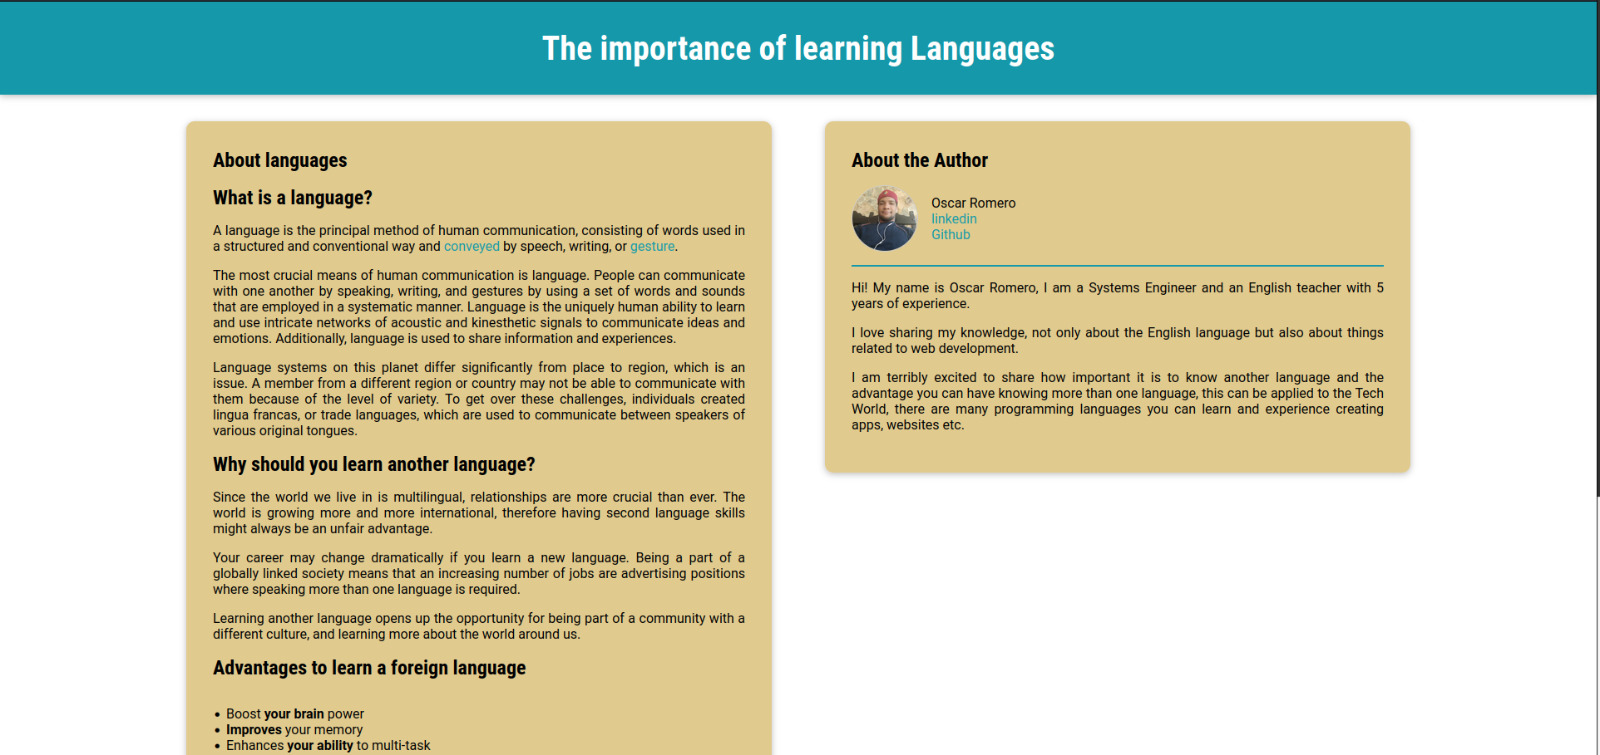 The importance of learning Languages
About languages
What is a language?
A language is the principal method of human communication, consisting of words used in
a structured and conventional way and conveyed by speech, writing, or gesture.
The most crucial means of human communication is language. People can communicate
with one another by speaking, writing, and gestures by using a set of words and sounds
that are employed in a systematic manner. Language is the uniquely human ability to learn
and use intricate networks of acoustic and kinesthetic signals to communicate ideas and
emotions. Additionally, language is used to share information and experiences.
Language systems on this planet differ significantly from place to region, which is an
issue. A member from a different region or country may not be able to communicate with
them because of the level of variety. To get over these challenges, individuals created
lingua francas, or trade languages, which are used to communicate between speakers of
various original tongues.
Why should you learn another language?
Since the world we live in is multilingual, relationships are more crucial than ever. The
world is growing more and more international, therefore having second language skills
might always be an unfair advantage.
Your career may change dramatically if you learn a new language. Being a part of a
globally linked society means that an increasing number of jobs are advertising positions
where speaking more than one language is required.
Learning another language opens up the opportunity for being part of a community with a
different culture, and learning more about the world around us.
Advantages to learn a foreign language
• Boost your brain power
• Improves your memory
• Enhances your ability to multi-task
About the Author
Oscar Romero
linkedin
Github
Hi! My name is Oscar Romero, I am a Systems Engineer and an English teacher with 5
years of experience.
I love sharing my knowledge, not only about the English language but also about things
related to web development.
I am terribly excited to share how important it is to know another language and the
advantage you can have knowing more than one language, this can be applied to the Tech
World, there are many programming languages you can learn and experience creating
apps, websites etc.